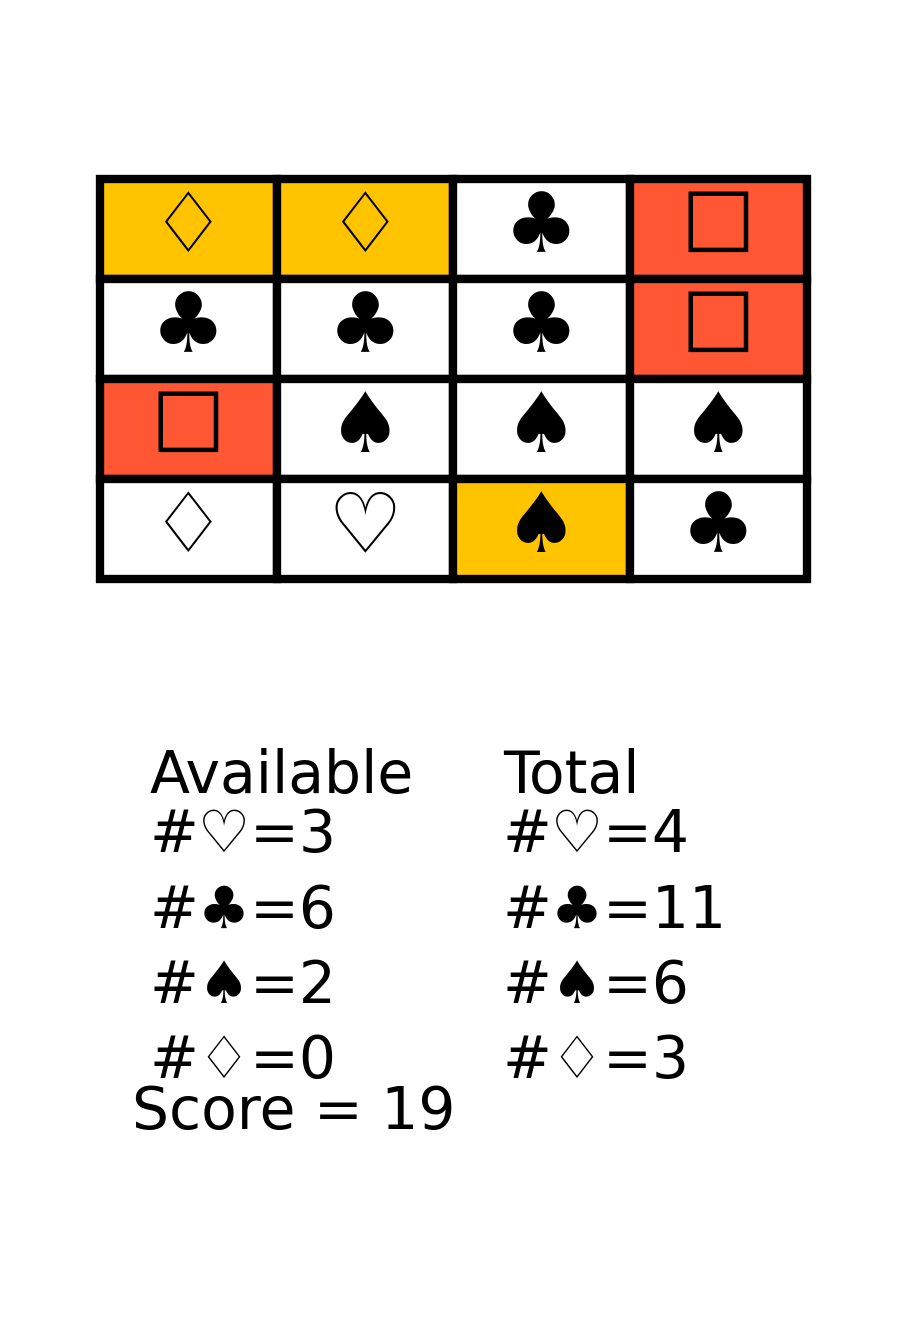 ♢ ♢ ♣ □
♣ ♣ ♣ □
□ ♠ ♠ ♠
♢ ♡ ♠ ♣
Available Total
#♡=3 #♡=4
#♣=6 #♣=11
#♠=2 #♠=6
#♢=0 #♢=3
Score = 19